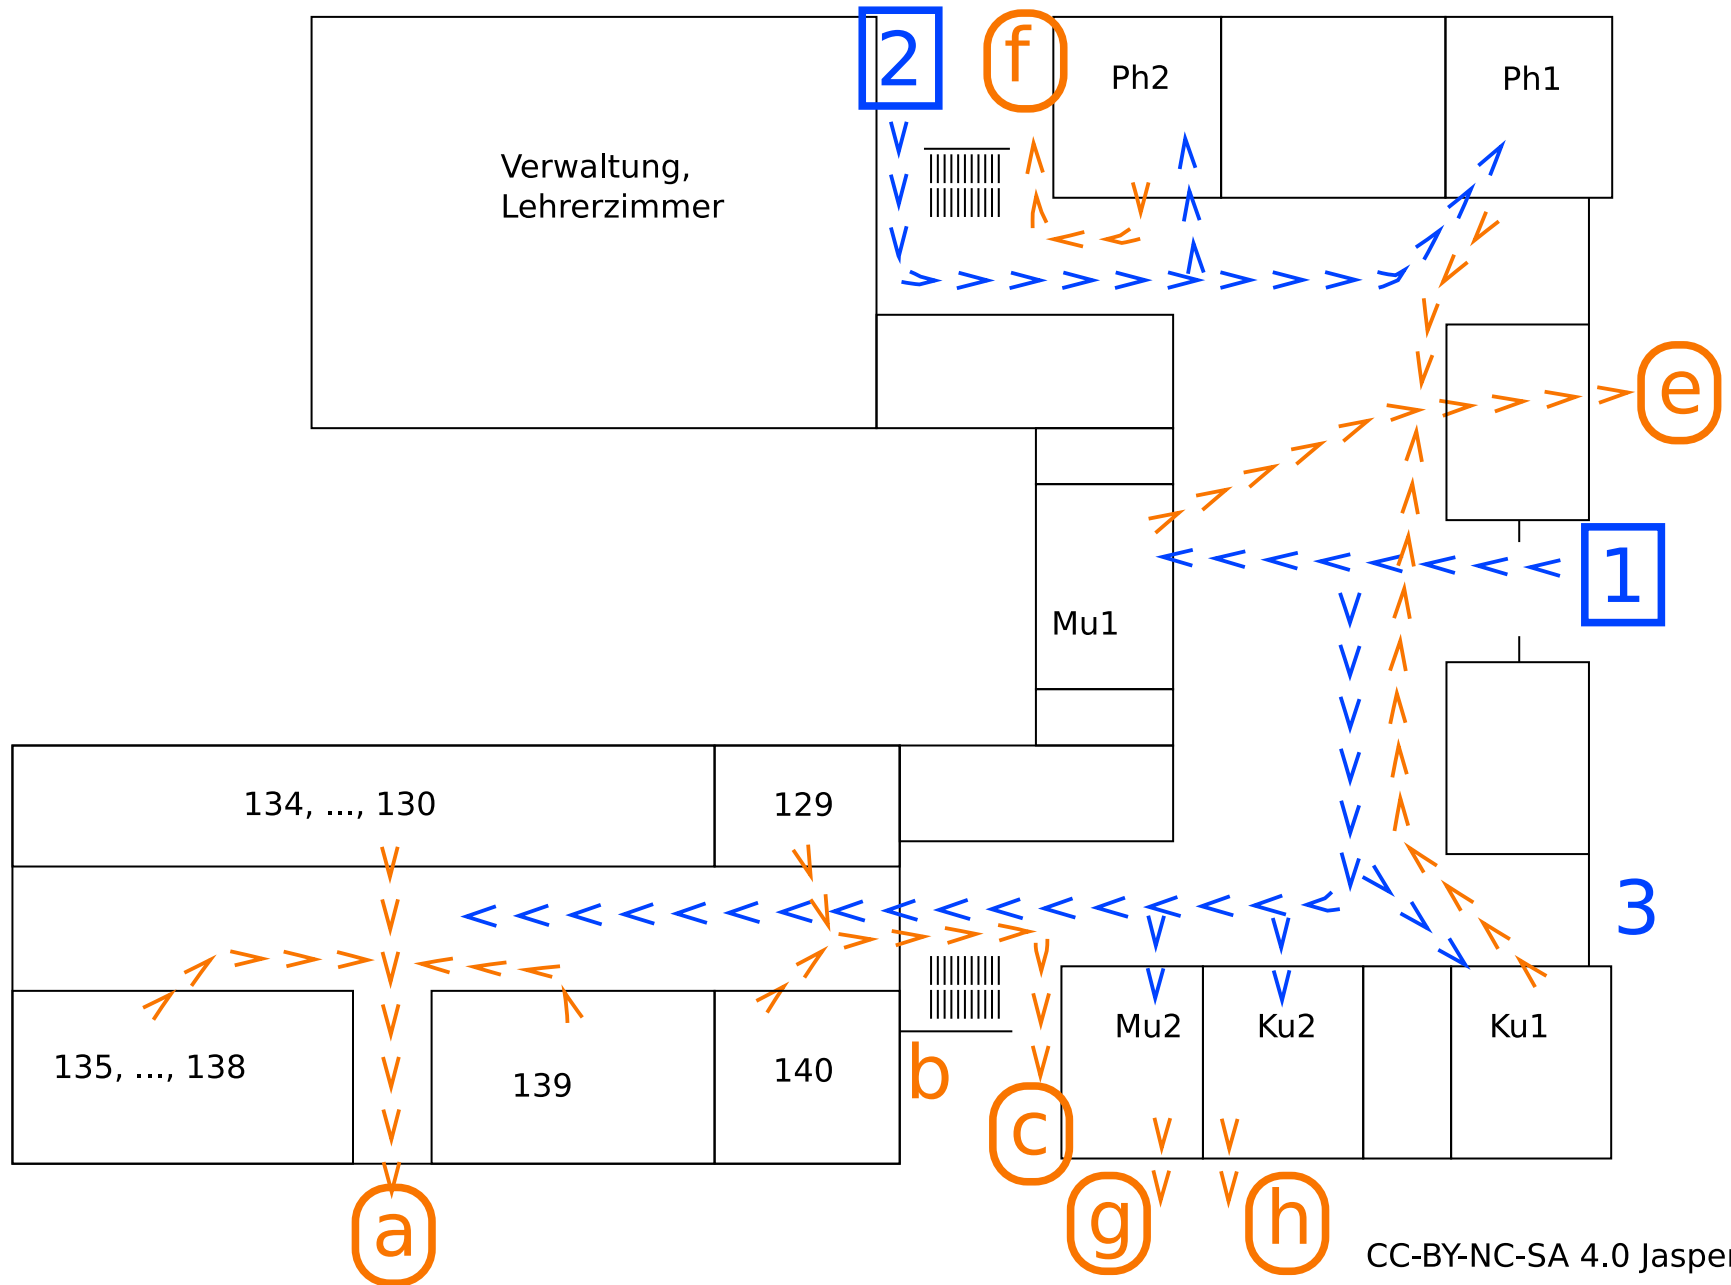 2
f
Ph2
Ph1
Verwaltung,
Lehrerzimmer
e
1
Mu1
134, ..., 130
129
3
135, ..., 138
139
140
b
c
Mu2
Ku2
Ku1
a
g
h
CC-BY-NC-SA 4.0 Jasper